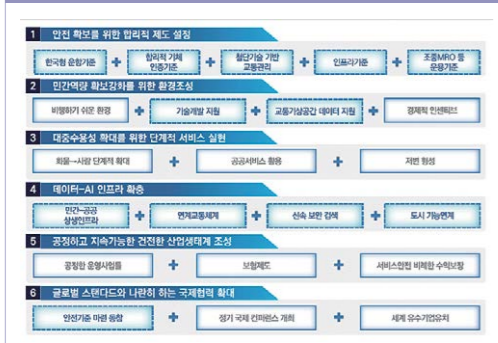 1 안전 확보를 위한 합리적 제도 설정
한국형 운항기준 + 합리적 기체 인증기준 + 첨단기술 기반 교통관리 + 인프라기준 + 조종MRO 등 운용기준
2 민간역량 확보강화를 위한 환경조성
비행하기 쉬운 환경 + 기술개발 지원 + 교통기상공간 데이터 지원 + 경제적 인센티브
3 대중수용성 확대를 위한 단계적 서비스 실현
화물→사람 단계적 확대 + 공공서비스 활용 + 저변 형성
4 데이터-AI 인프라 확충
민간-공공 상생인프라 + 연계교통체계 + 신속 보안 검색 + 도시 기능연계
5 공정하고 지속가능한 건전한 산업생태계 조성
공정한 운영사업틀 + 보험제도 + 서비스안전 비례한 수익보장
6 글로벌 스탠다드와 나란히 하는 국제협력 확대
안전기준 마련 동참 + 정기 국제 컨퍼런스 개최 + 세계 유수기업유치